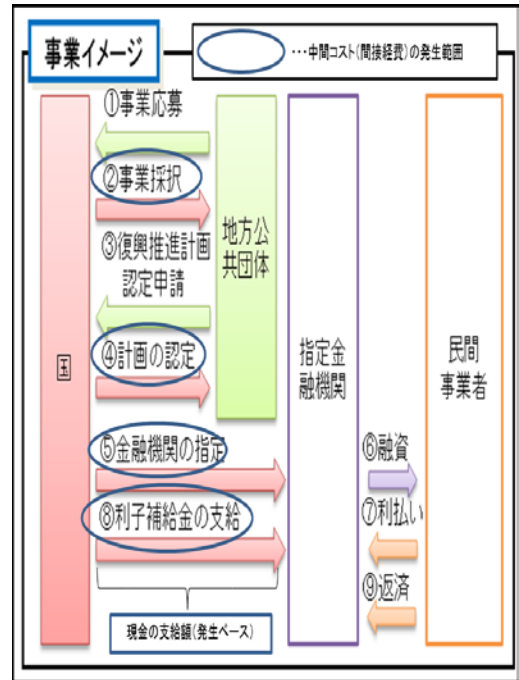 事業イメージ
・・・中間コスト(間接経費)の発生範囲
①事業応募
②事業採択
③復興推進計画
認定申請
④計画の認定
⑤金融機関の指定
⑧利子補給金の支給
現金の支給額(発生ベース)
国
地方公
共団体
指定金
融機関
⑥融資
⑦利払い
⑨返済
民間
事業者